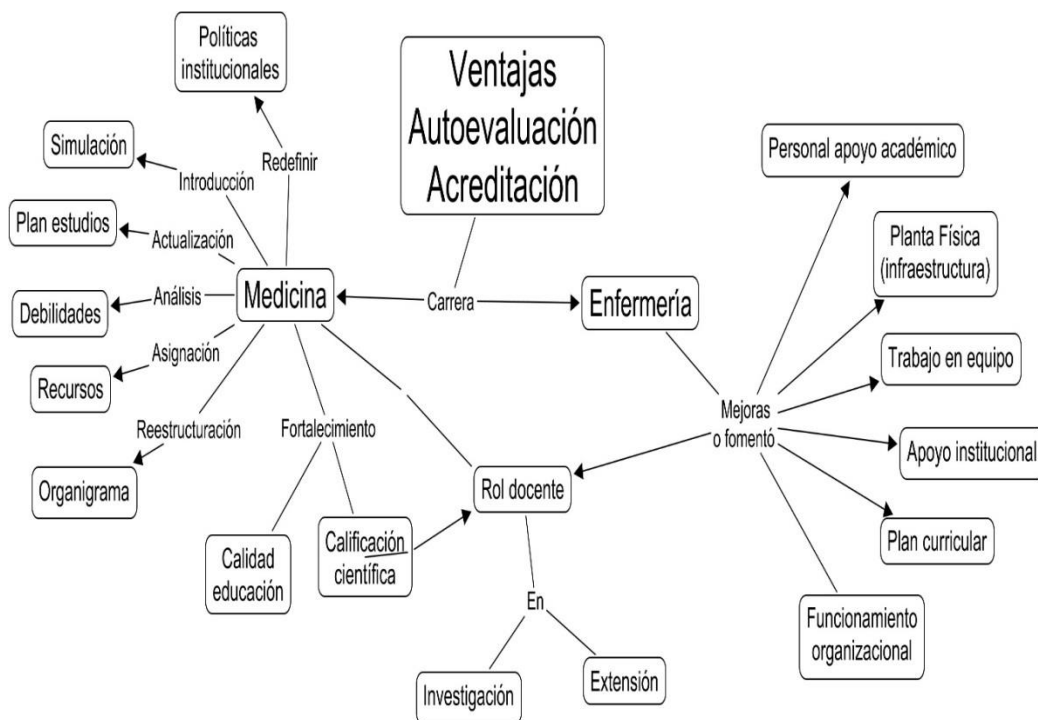 Políticas
institucionales
Ventajas
Autoevaluación
Acreditación
Simulación
Redefinir
Personal apoyo académico
Introducción
Plan estudios
Actualización
Planta Física
(infraestructura)
Debilidades
Análisis
Medicina
Carrera
Enfermería
Recursos
Asignación
Trabajo en equipo
Mejoras
o fomentó
Reestructuración
Fortalecimiento
Apoyo institucional
Organigrama
Rol docente
Calidad
educación
Calificación
científica
Plan curricular
En
Funcionamiento
organizacional
Investigación
Extensión